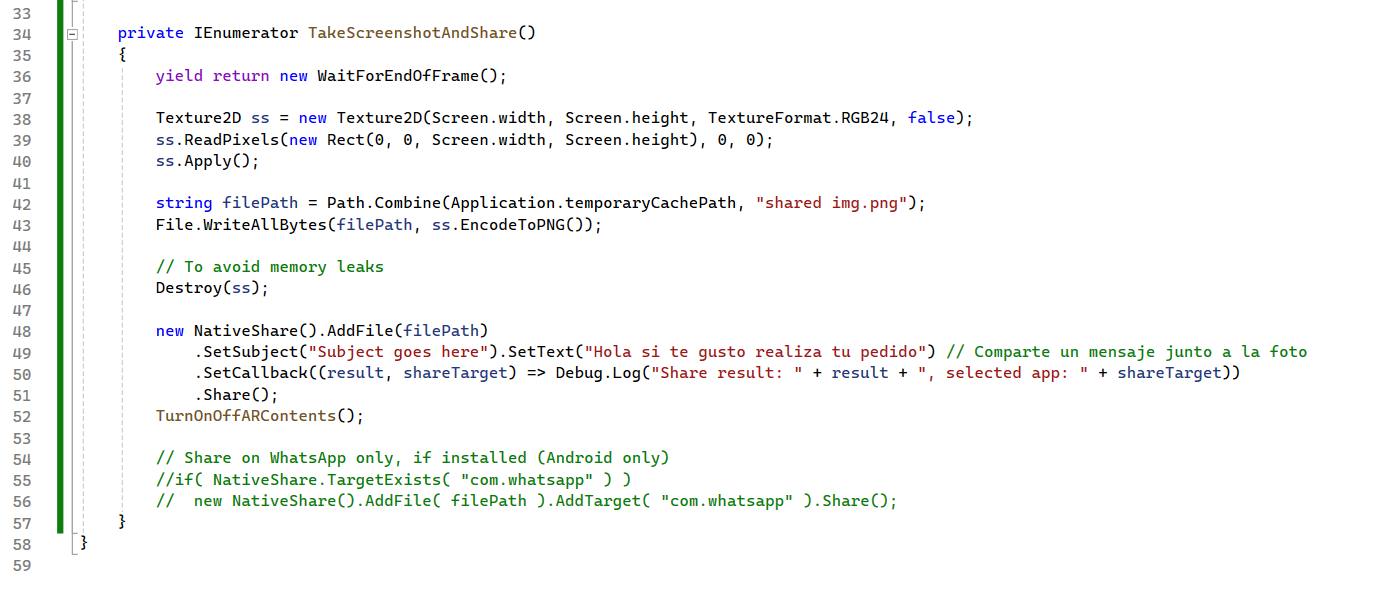 33
34 private IEnumerator TakeScreenshotAndShare()
35 {
36 yield return new WaitForEndOfFrame();
37
38 Texture2D ss = new Texture2D(Screen.width, Screen.height, TextureFormat.RGB24, false);
39 ss.ReadPixels(new Rect(0, 0, Screen.width, Screen.height), 0, 0);
40 ss.Apply();
41
42 string filePath = Path.Combine(Application.temporaryCachePath, "shared img.png");
43 File.WriteAllBytes(filePath, ss.EncodeToPNG());
44
45 // To avoid memory leaks
46 Destroy(ss);
47
48 new NativeShare().AddFile(filePath)
49 .SetSubject("Subject goes here").SetText("Hola si te gusto realiza tu pedido") // Comparte un mensaje junto a la foto
50 .SetCallback((result, shareTarget) => Debug.Log("Share result: " + result + ", selected app: " + shareTarget))
51 .Share();
52 TurnOnOffARContents();
53
54 // Share on WhatsApp only, if installed (Android only)
55 //if( NativeShare.TargetExists( "com.whatsapp" ) )
56 // new NativeShare().AddFile( filePath ).AddTarget( "com.whatsapp" ).Share();
57 }
58 }
59